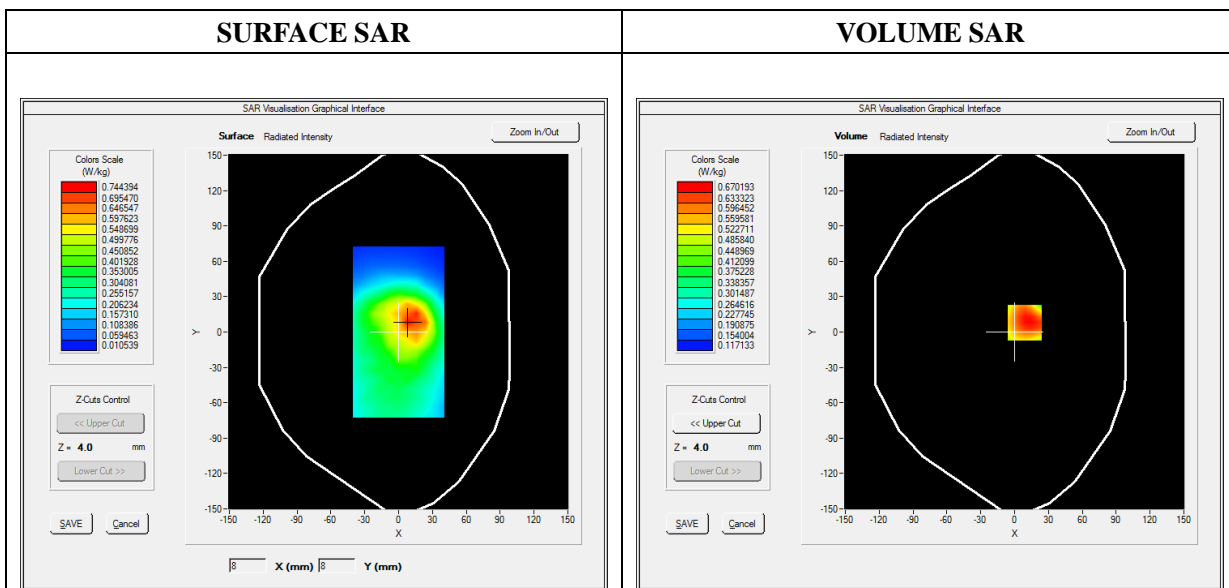 SURFACE SAR
VOLUME SAR
SAR Visualisation Graphical Interface
Surface Radiated Intensity
Zoom In/Out
Colors Scale
(W/kg)
0.744394
0.695470
0.646547
0.597623
0.548699
0.499776
0.450852
0.401928
0.353005
0.304081
0.255157
0.206234
0.157310
0.108386
0.059463
0.010539
150
120
90
60
30
0
-30
-60
-90
-120
-150
Y
-150 -120 -90 -60 -30 0 30 60 90 120 150
X
Z-Cuts Control
<< Upper Cut
Z = 4.0 mm
Lower Cut >>
SAVE Cancel
8 X (mm) 8 Y (mm)
SAR Visualisation Graphical Interface
Volume Radiated Intensity
Zoom In/Out
Colors Scale
(W/kg)
0.670193
0.633323
0.596452
0.559581
0.522711
0.485840
0.448969
0.412099
0.375228
0.338357
0.301487
0.264616
0.227745
0.190875
0.154004
0.117133
150
120
90
60
30
0
-30
-60
-90
-120
-150
Y
-150 -120 -90 -60 -30 0 30 60 90 120 150
X
Z-Cuts Control
<< Upper Cut
Z = 4.0 mm
Lower Cut >>
SAVE Cancel